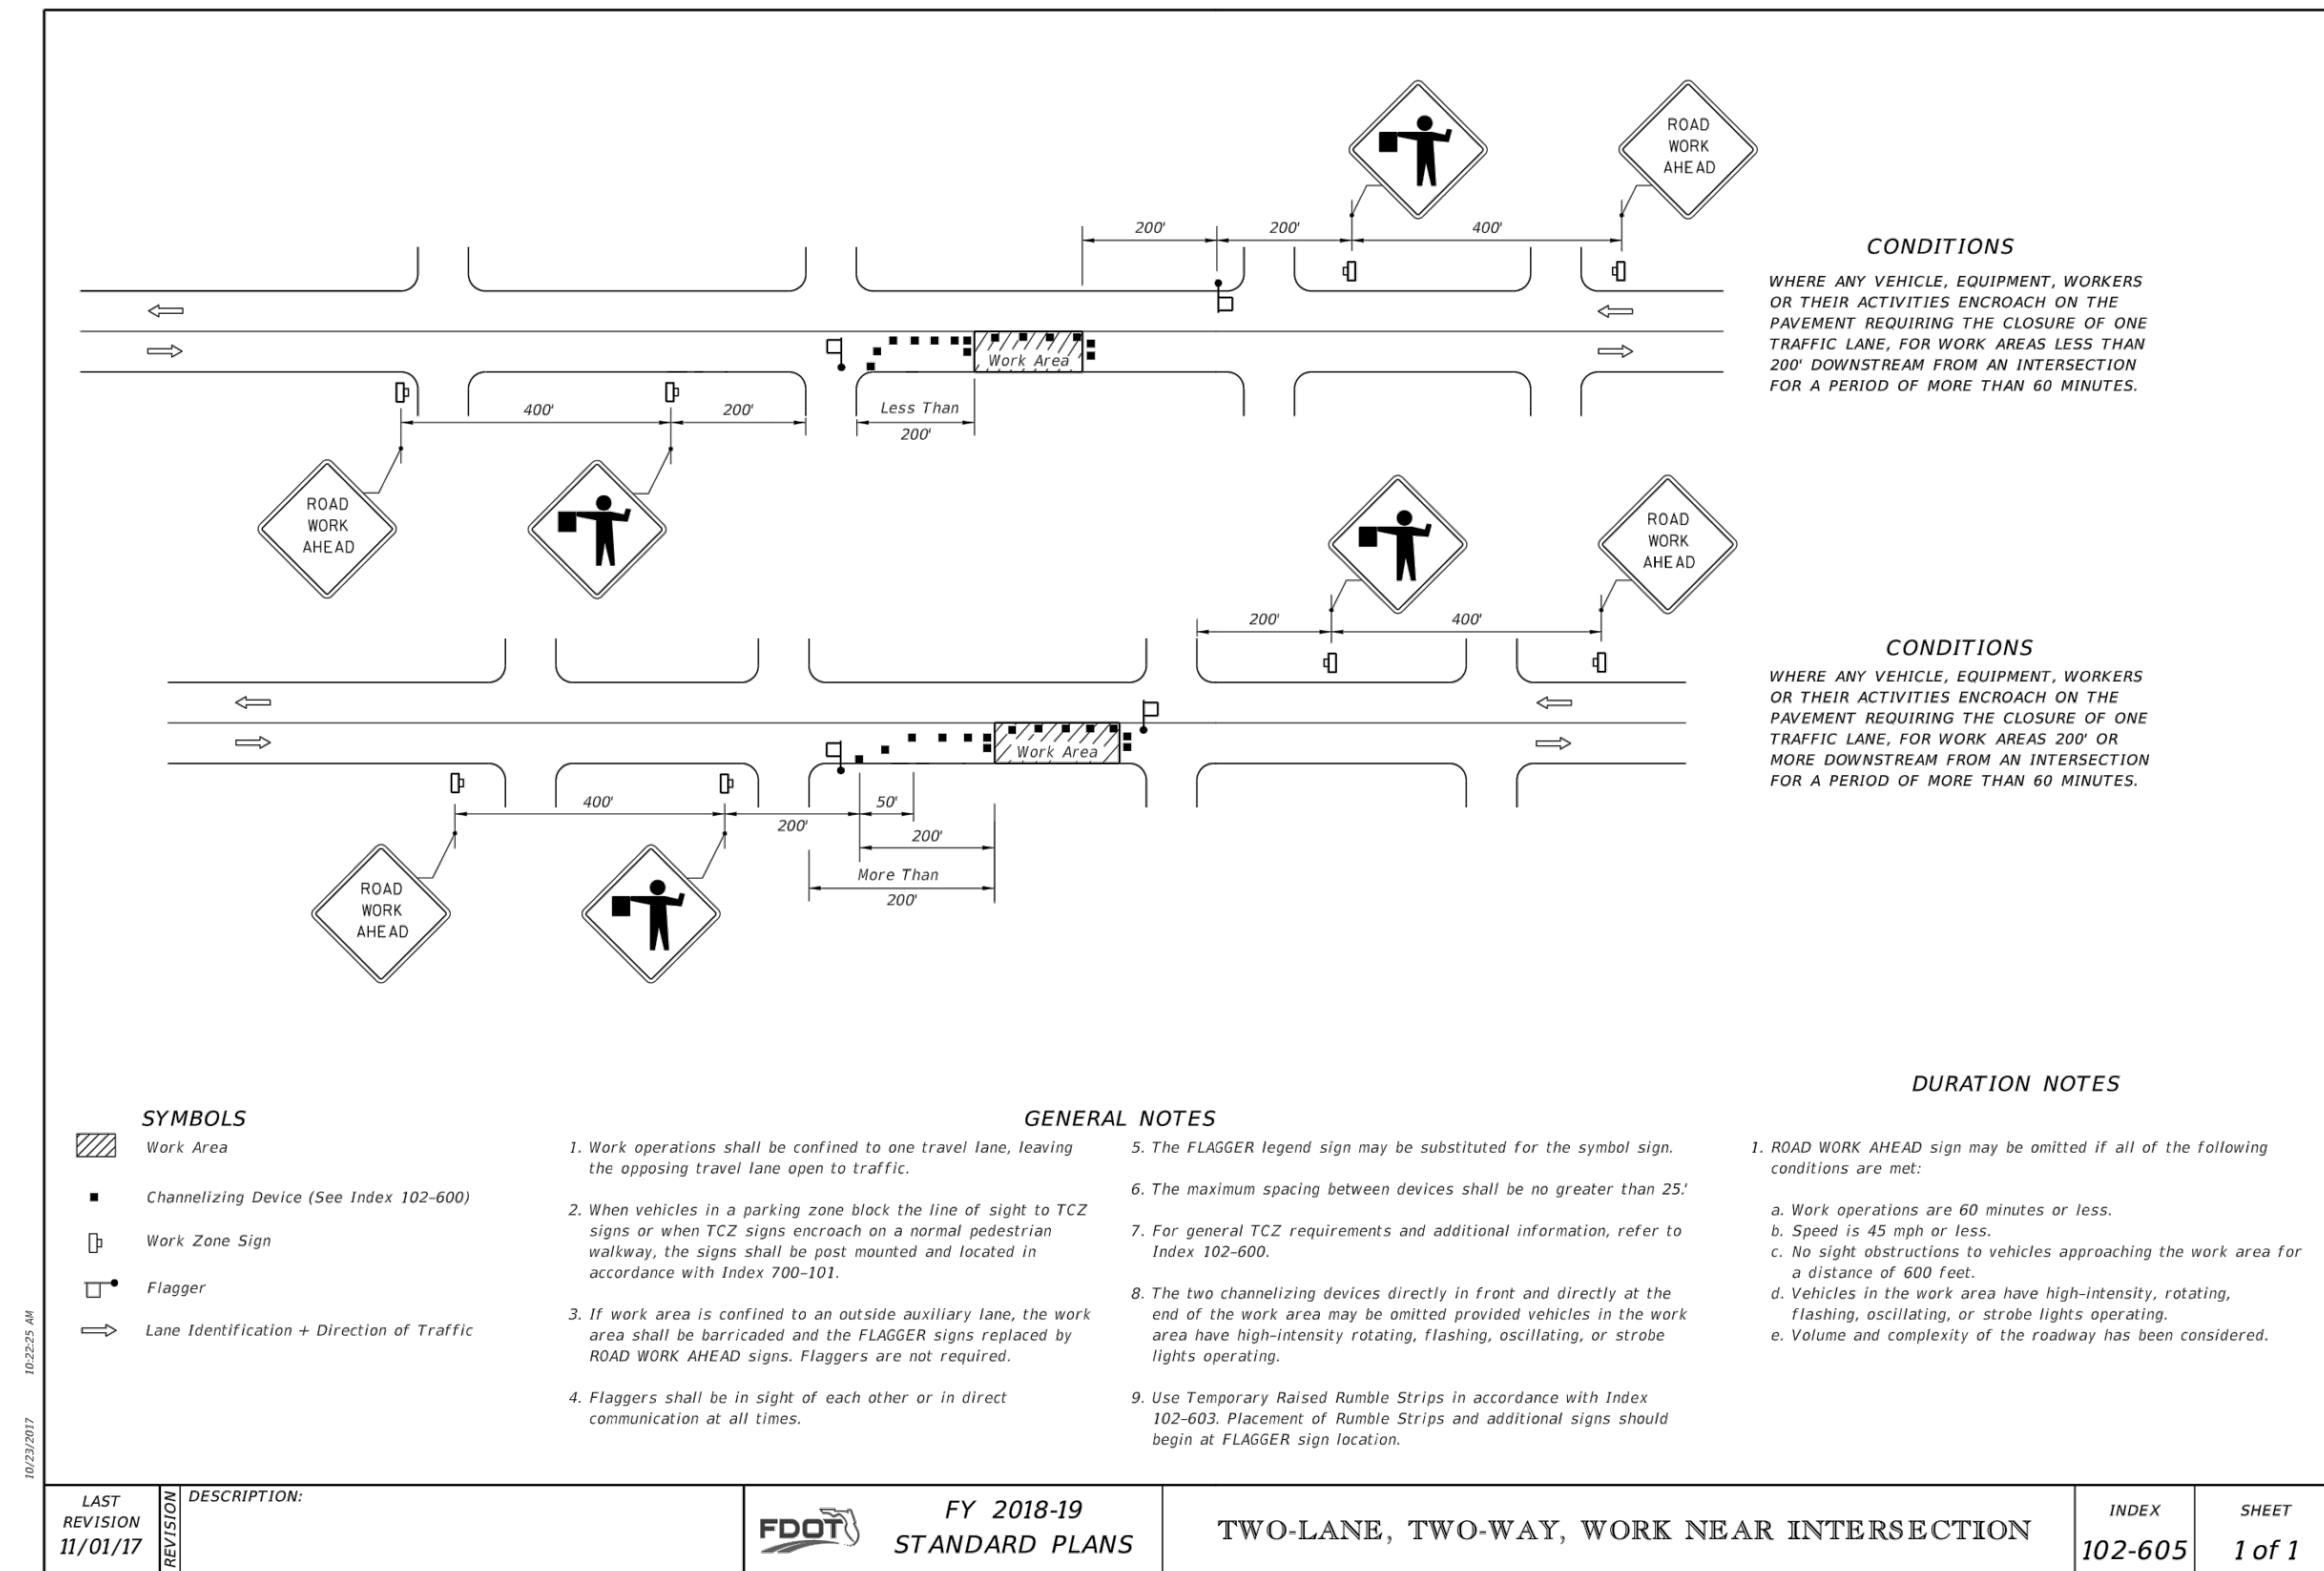 200'
200'
400'
ROAD
WORK
AHEAD
CONDITIONS
WHERE ANY VEHICLE, EQUIPMENT, WORKERS
OR THEIR ACTIVITIES ENCROACH ON THE
PAVEMENT REQUIRING THE CLOSURE OF ONE
TRAFFIC LANE, FOR WORK AREAS LESS THAN
200' DOWNSTREAM FROM AN INTERSECTION
FOR A PERIOD OF MORE THAN 60 MINUTES.
Work Area
400'
200'
Less Than
200'
ROAD
WORK
AHEAD
ROAD
WORK
AHEAD
200'
400'
CONDITIONS
WHERE ANY VEHICLE, EQUIPMENT, WORKERS
OR THEIR ACTIVITIES ENCROACH ON THE
PAVEMENT REQUIRING THE CLOSURE OF ONE
TRAFFIC LANE, FOR WORK AREAS 200' OR
MORE DOWNSTREAM FROM AN INTERSECTION
FOR A PERIOD OF MORE THAN 60 MINUTES.
Work Area
400'
200'
50'
200'
More Than
200'
ROAD
WORK
AHEAD
SYMBOLS
Work Area
Channelizing Device (See Index 102-600)
Work Zone Sign
Flagger
Lane Identification + Direction of Traffic
GENERAL NOTES
1. Work operations shall be confined to one travel lane, leaving
the opposing travel lane open to traffic.
2. When vehicles in a parking zone block the line of sight to TCZ
signs or when TCZ signs encroach on a normal pedestrian
walkway, the signs shall be post mounted and located in
accordance with Index 700-101.
3. If work area is confined to an outside auxiliary lane, the work
area shall be barricaded and the FLAGGER signs replaced by
ROAD WORK AHEAD signs. Flaggers are not required.
4. Flaggers shall be in sight of each other or in direct
communication at all times.
5. The FLAGGER legend sign may be substituted for the symbol sign.
6. The maximum spacing between devices shall be no greater than 25.'
7. For general TCZ requirements and additional information, refer to
Index 102-600.
8. The two channelizing devices directly in front and directly at the
end of the work area may be omitted provided vehicles in the work
area have high-intensity rotating, flashing, oscillating, or strobe
lights operating.
9. Use Temporary Raised Rumble Strips in accordance with Index
102-603. Placement of Rumble Strips and additional signs should
begin at FLAGGER sign location.
DURATION NOTES
1. ROAD WORK AHEAD sign may be omitted if all of the following
conditions are met:
a. Work operations are 60 minutes or less.
b. Speed is 45 mph or less.
c. No sight obstructions to vehicles approaching the work area for
a distance of 600 feet.
d. Vehicles in the work area have high-intensity, rotating,
flashing, oscillating, or strobe lights operating.
e. Volume and complexity of the roadway has been considered.
10/23/2017 10:22:25 AM
LAST
REVISION
11/01/17
REVISION
DESCRIPTION:
FDOT
FY 2018-19
STANDARD PLANS
TWO-LANE, TWO-WAY, WORK NEAR INTERSECTION
INDEX
102-605
SHEET
1 of 1